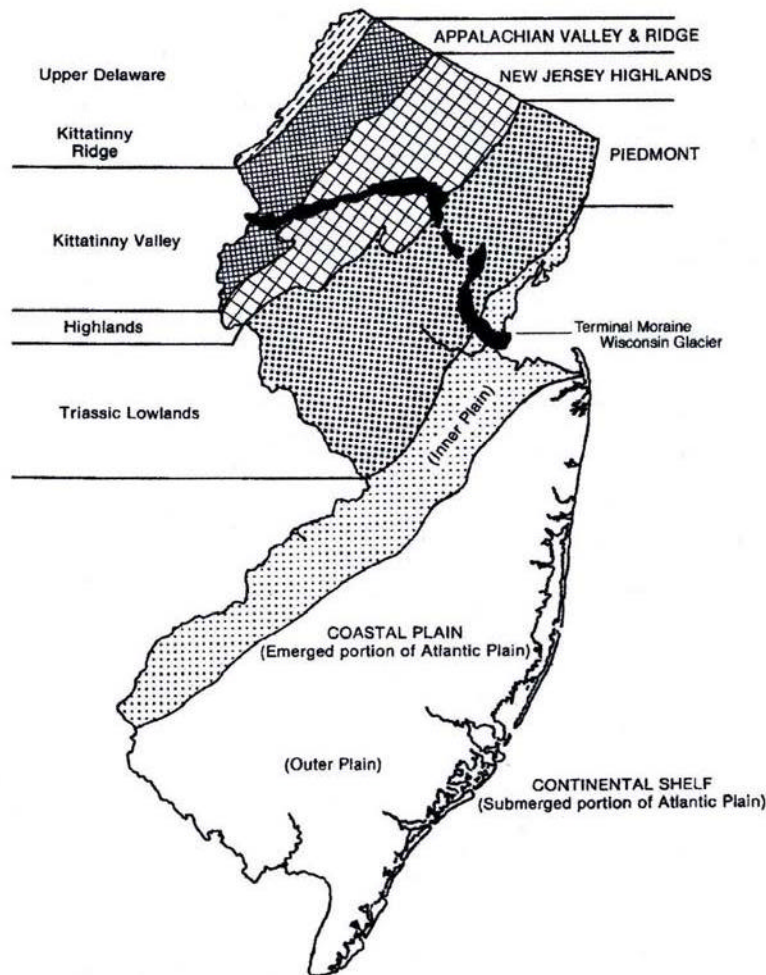 APPALACHIAN VALLEY & RIDGE
Upper Delaware
NEW JERSEY HIGHLANDS
Kittatinny
Ridge
PIEDMONT
Kittatinny Valley
Highlands
Terminal Moraine
Wisconsin Glacier
Triassic Lowlands
(Inner Plain)
COASTAL PLAIN
(Emerged portion of Atlantic Plain)
(Outer Plain)
CONTINENTAL SHELF
(Submerged portion of Atlantic Plain)